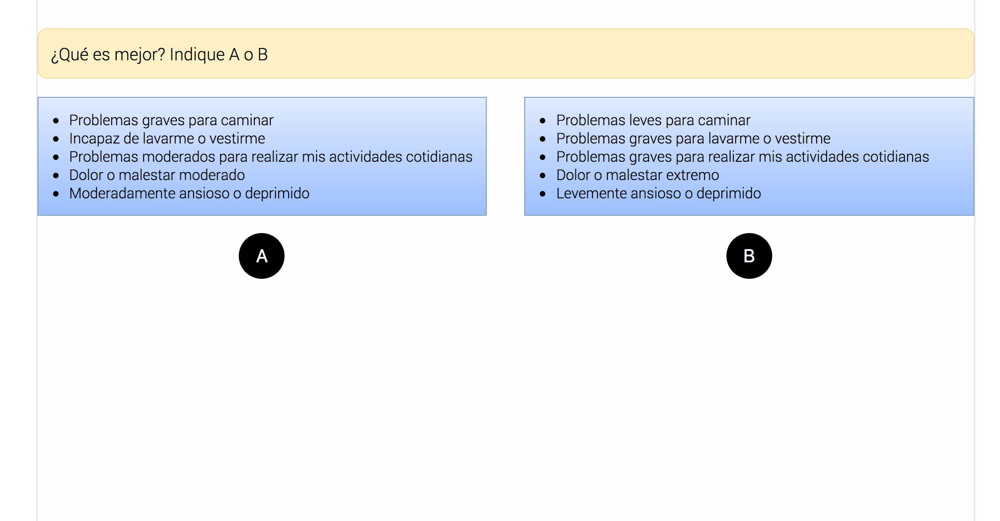 ¿Qué es mejor? Indique A o B
Problemas graves para caminar
Incapaz de lavarme o vestirme
Problemas moderados para realizar mis actividades cotidianas
Dolor o malestar moderado
Moderadamente ansioso o deprimido
A
Problemas leves para caminar
Problemas graves para lavarme o vestirme
Problemas graves para realizar mis actividades cotidianas
Dolor o malestar extremo
Levemente ansioso o deprimido
B